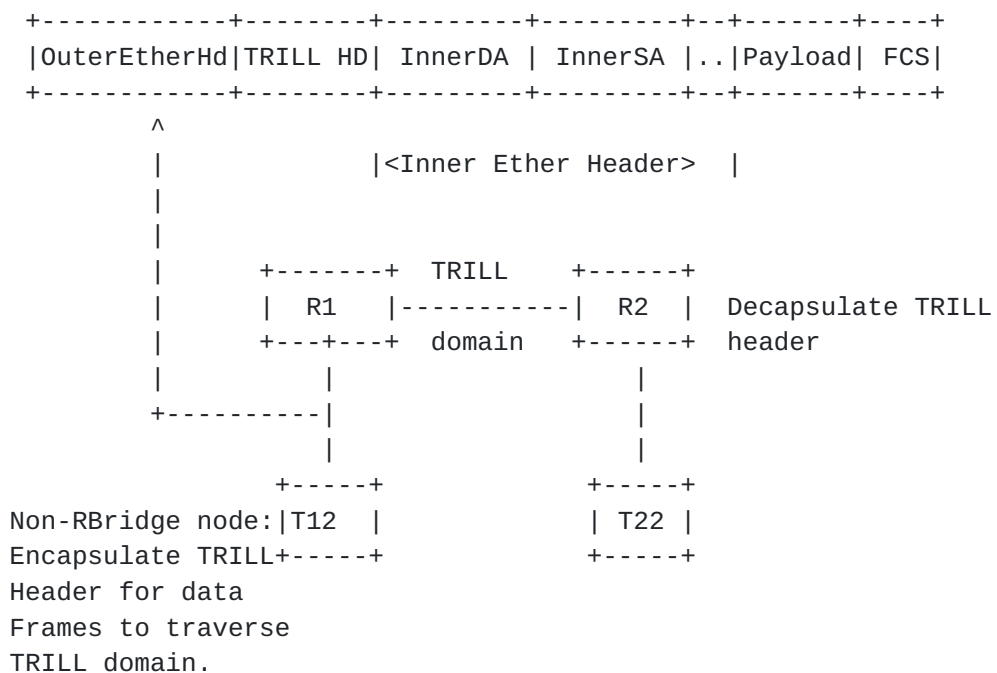 +------------+--------+---------+---------+--+-------+----+
|OuterEtherHd|TRILL HD| InnerDA | InnerSA |..|Payload| FCS|
+------------+--------+---------+---------+--+-------+----+
        ^
        |            |<Inner Ether Header>  |
        |
        |
        |     +-------+  TRILL    +------+
        |     |  R1   |-----------|  R2  |  Decapsulate TRILL
        |     +---+---+  domain   +------+  header
        |         |                   |
        +----------|                  |
                  |                   |
               +-----+             +-----+
Non-RBridge node:|T12  |             | T22 |
Encapsulate TRILL+-----+             +-----+
Header for data
Frames to traverse
TRILL domain.